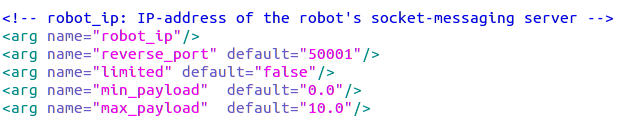 <!-- robot_ip: IP-address of the robot's socket-messaging server -->
<arg name="robot_ip"/>
<arg name="reverse_port" default="50001"/>
<arg name="limited" default="false"/>
<arg name="min_payload"  default="0.0"/>
<arg name="max_payload"  default="10.0"/>